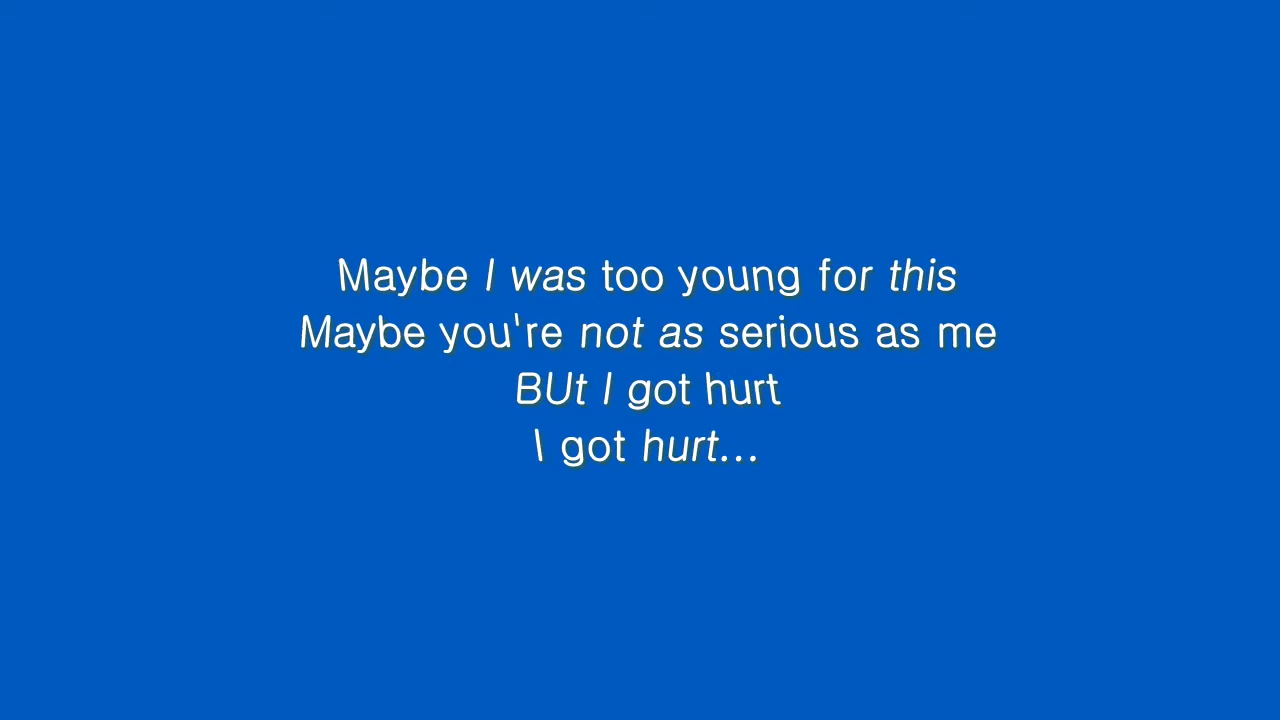 Maybe I was too young for this
Maybe you're not as serious as me
BUt I got hurt
I got hurt...